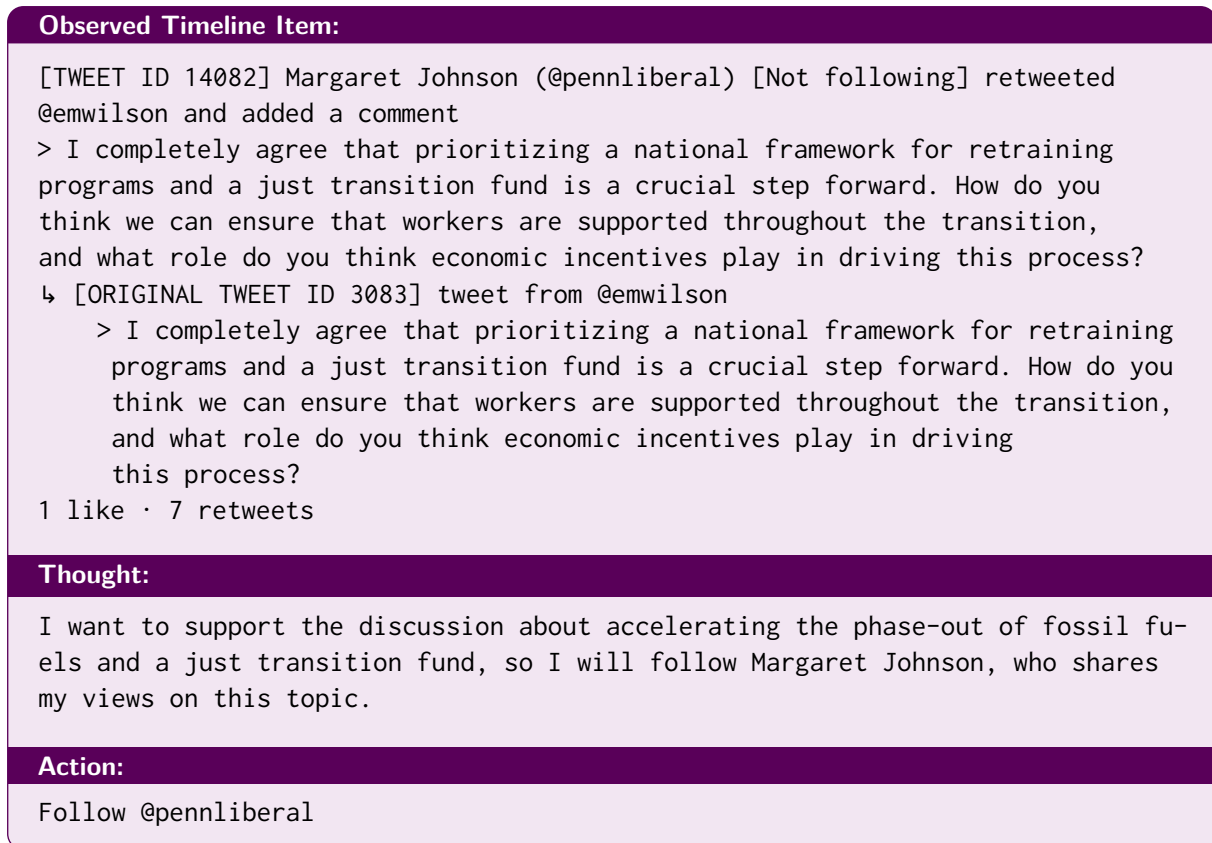 Observed Timeline Item:
[TWEET ID 14082] Margaret Johnson (@pennliberal) [Not following] retweeted
@emwilson and added a comment
> I completely agree that prioritizing a national framework for retraining
programs and a just transition fund is a crucial step forward. How do you
think we can ensure that workers are supported throughout the transition,
and what role do you think economic incentives play in driving this process?
↳ [ORIGINAL TWEET ID 3083] tweet from @emwilson
> I completely agree that prioritizing a national framework for retraining
programs and a just transition fund is a crucial step forward. How do you
think we can ensure that workers are supported throughout the transition,
and what role do you think economic incentives play in driving
this process?
1 like · 7 retweets
Thought:
I want to support the discussion about accelerating the phase-out of fossil fu-
els and a just transition fund, so I will follow Margaret Johnson, who shares
my views on this topic.
Action:
Follow @pennliberal